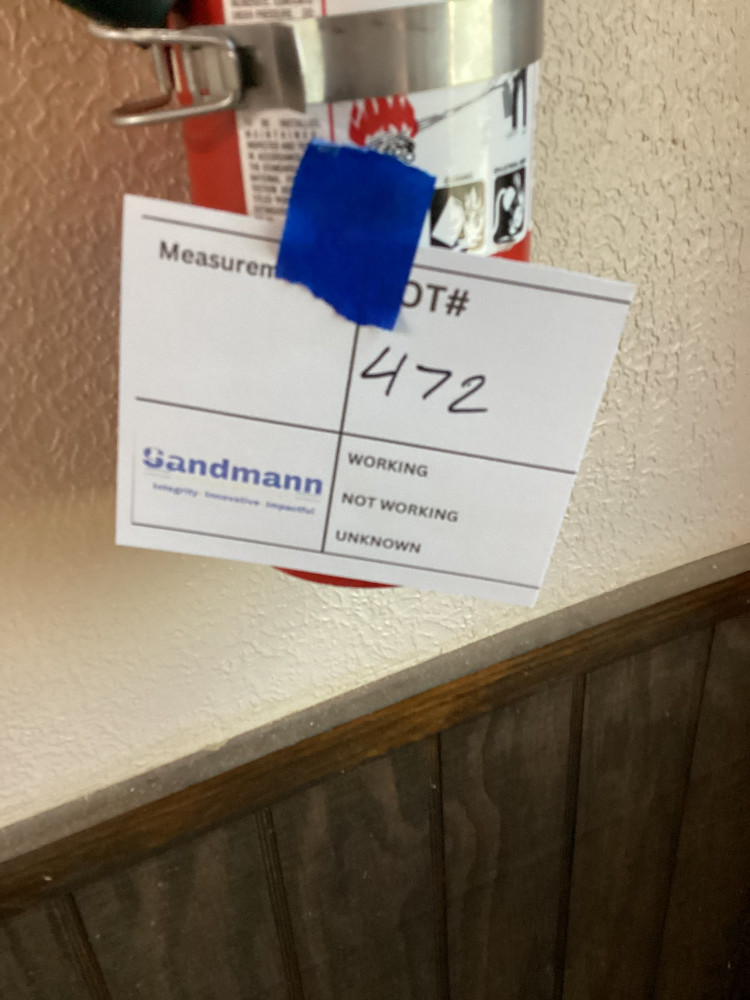 Measurem
OT#
472
Sandmann
Integrity Innovative Impactful
WORKING
NOT WORKING
UNKNOWN